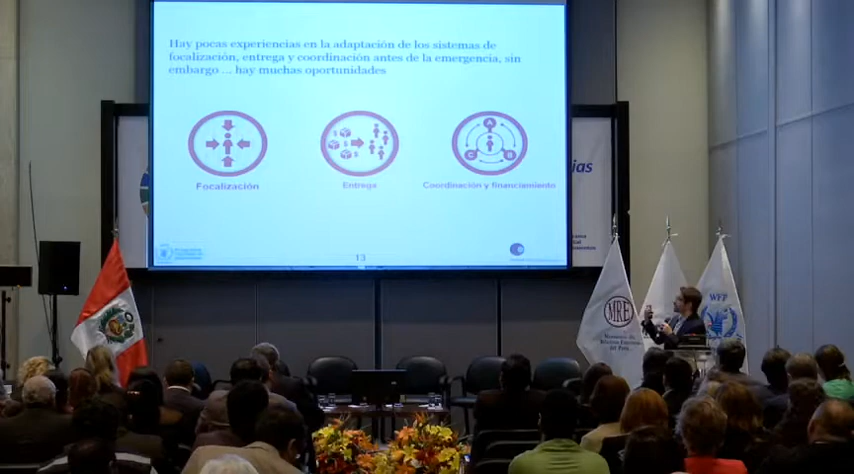 Hay pocas experiencias en la adaptación de los sistemas de
focalización, entrega y coordinación antes de la emergencia, sin
embargo ... hay muchas oportunidades
A
C
B
Focalización
Entrega
Coordinación y financiamiento
13
ias
MRE
WFP